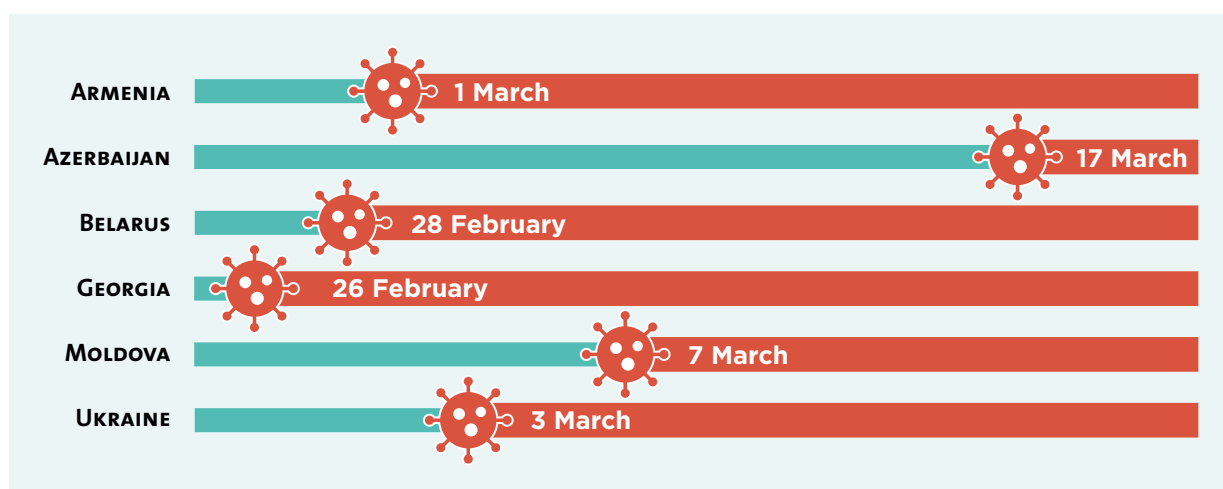 Armenia 1 March
Azerbaijan 17 March
Belarus 28 February
Georgia 26 February
Moldova 7 March
Ukraine 3 March